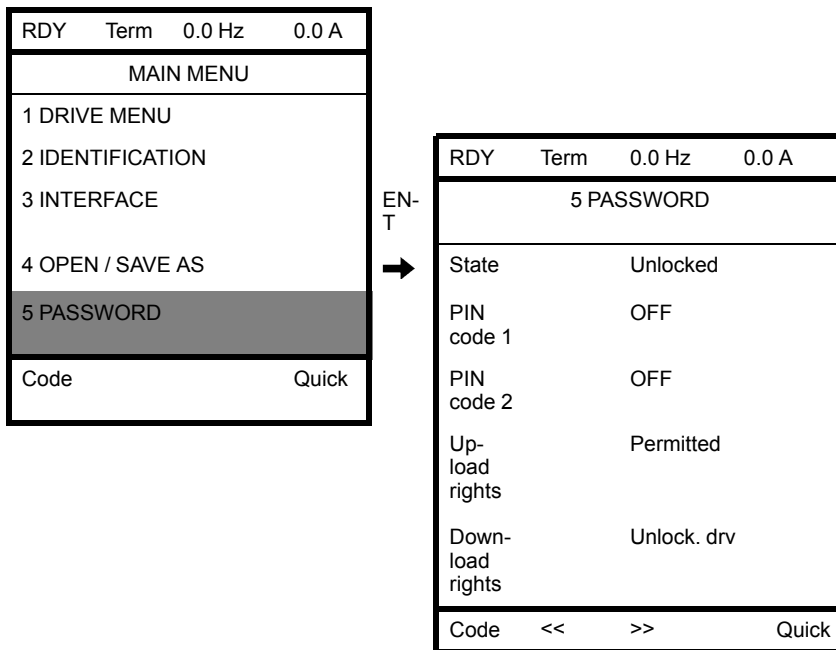 RDY Term 0.0 Hz 0.0 A
MAIN MENU
1 DRIVE MENU
2 IDENTIFICATION
3 INTERFACE
4 OPEN / SAVE AS
5 PASSWORD
Code Quick
EN-
T
RDY Term 0.0 Hz 0.0 A
5 PASSWORD
State Unlocked
PIN OFF
code 1
PIN OFF
code 2
Up- Permitted
load
rights
Down- Unlock. drv
load
rights
Code << >> Quick